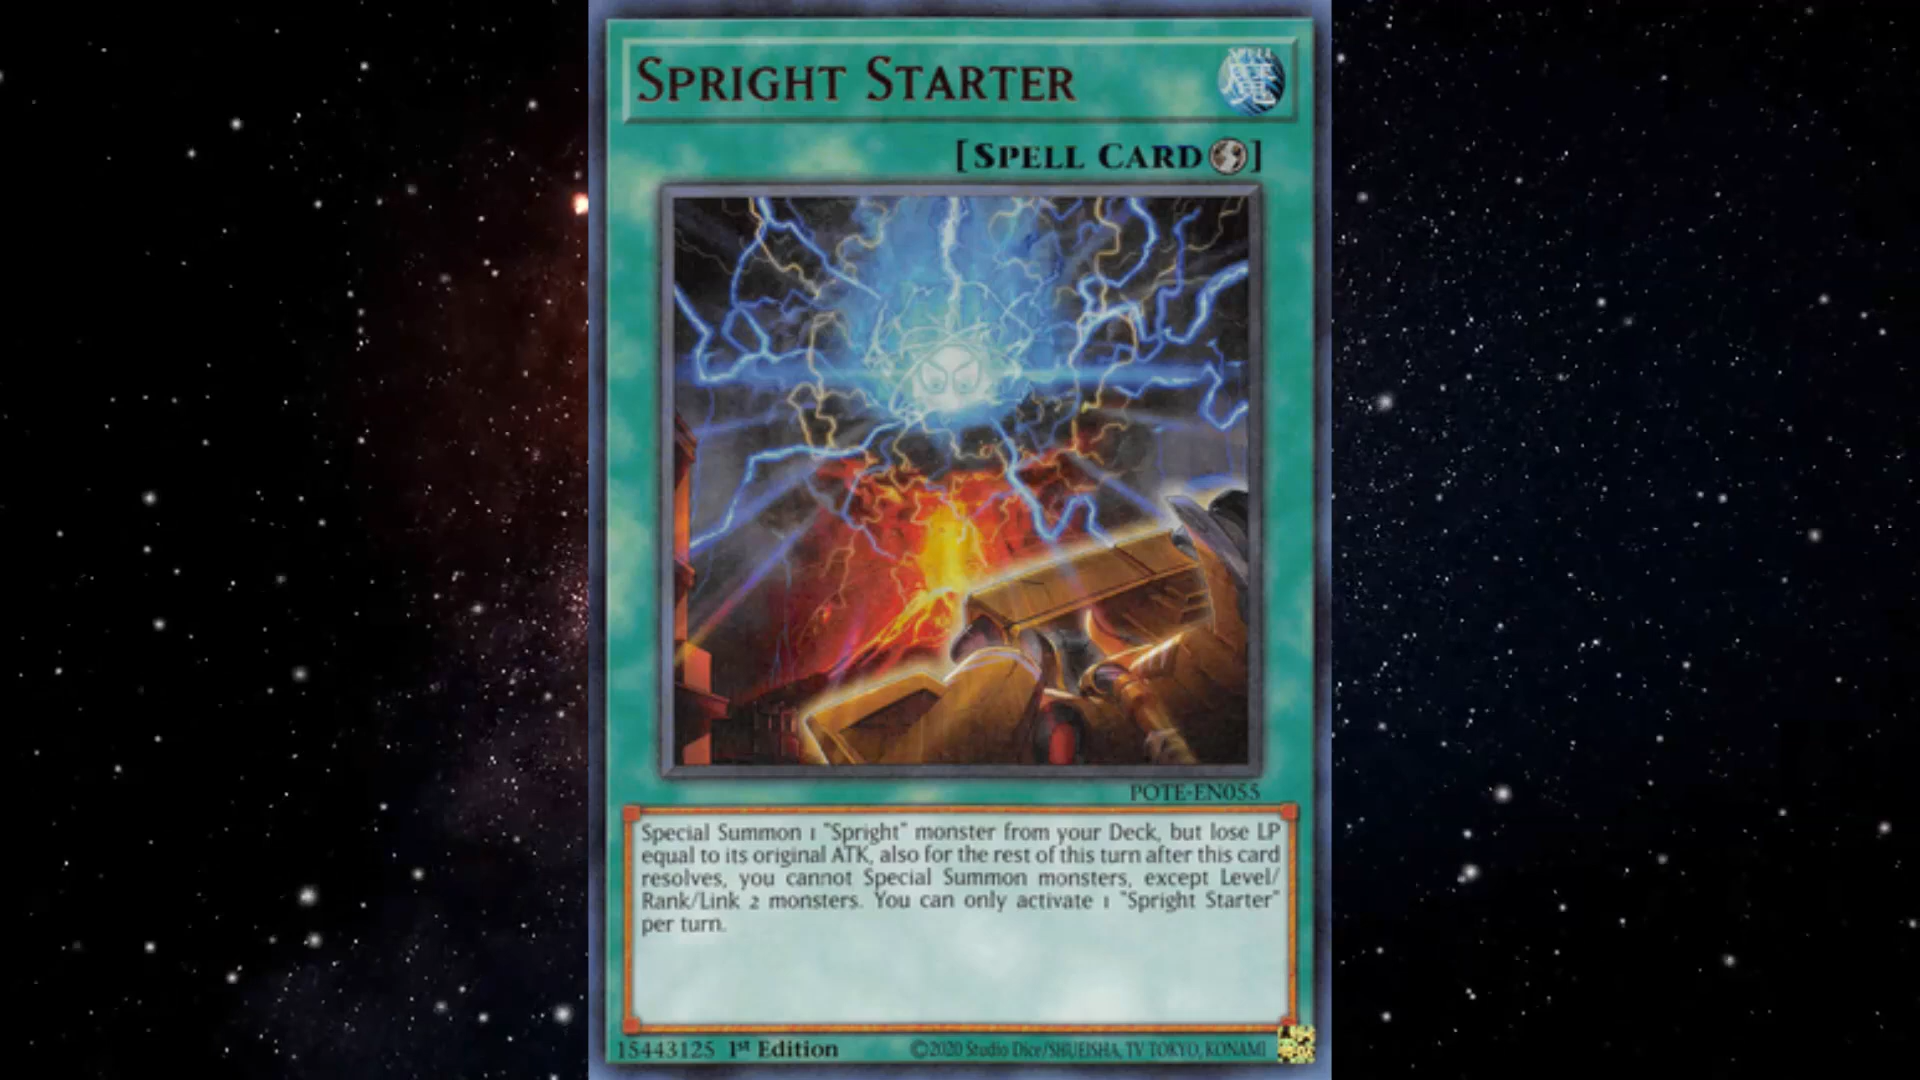 SPRIGHT STARTER
SPELL
魔
[SPELL CARD]
POTE-EN055
Special Summon 1 "Spright" monster from your Deck, but lose LP
equal to its original ATK, also for the rest of this turn after this card
resolves, you cannot Special Summon monsters, except Level/
Rank/Link 2 monsters. You can only activate 1 "Spright Starter"
per turn.
15443125 1st Edition ©2020 Studio Dice/SHUEISHA, TV TOKYO, KONAMI